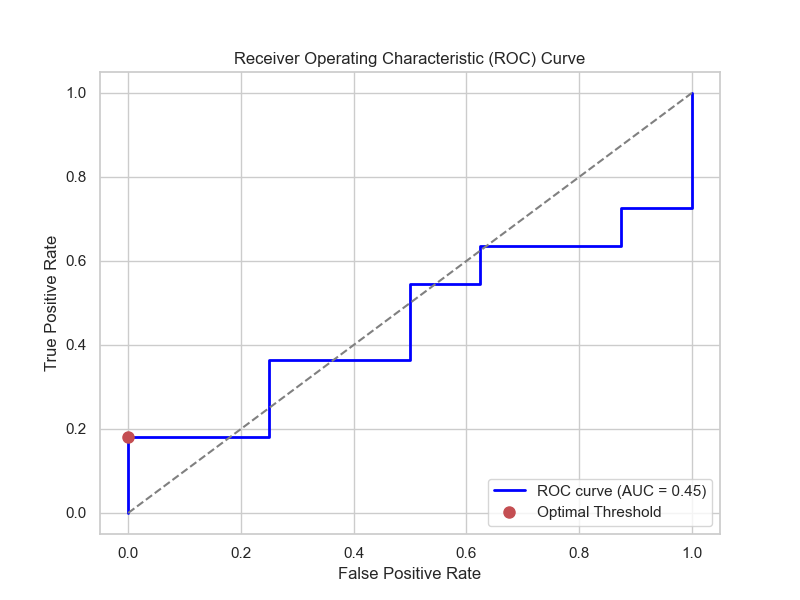 Receiver Operating Characteristic (ROC) Curve
1.0
0.8
0.6
0.4
0.2
0.0
True Positive Rate
ROC curve (AUC = 0.45)
Optimal Threshold
0.0 0.2 0.4 0.6 0.8 1.0
False Positive Rate